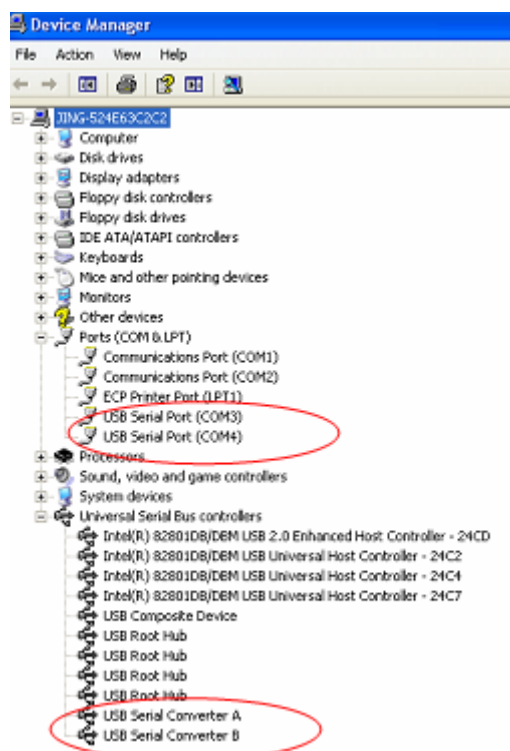 Device Manager
File Action View Help
JING-524E63C2C2
Computer
Disk drives
Display adapters
Floppy disk controllers
Floppy disk drives
IDE ATA/ATAPI controllers
Keyboards
Mice and other pointing devices
Monitors
Other devices
Ports (COM & LPT)
Communications Port (COM1)
Communications Port (COM2)
ECP Printer Port (LPT1)
USB Serial Port (COM3)
USB Serial Port (COM4)
Processors
Sound, video and game controllers
System devices
Universal Serial Bus controllers
Intel(R) 82801DB/DBM USB 2.0 Enhanced Host Controller - 24CD
Intel(R) 82801DB/DBM USB Universal Host Controller - 24C2
Intel(R) 82801DB/DBM USB Universal Host Controller - 24C4
Intel(R) 82801DB/DBM USB Universal Host Controller - 24C7
USB Composite Device
USB Root Hub
USB Root Hub
USB Root Hub
USB Root Hub
USB Serial Converter A
USB Serial Converter B